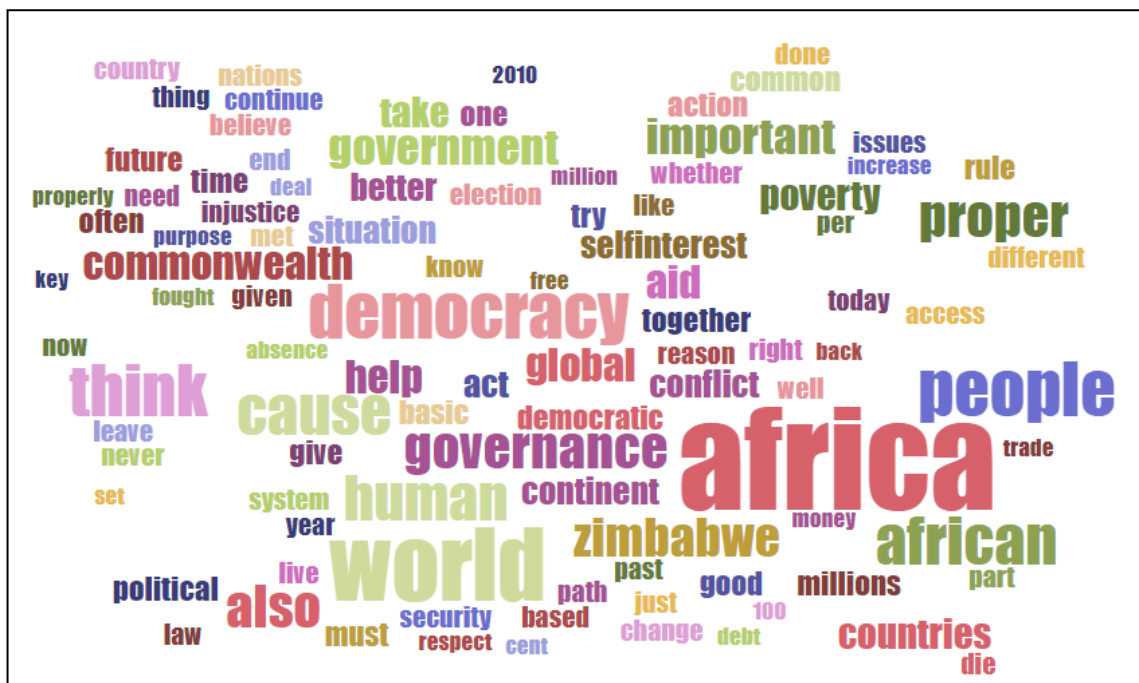 done
country nations 2010 common
thing continue take one action
believe government important issues
future end increase rule
time better million whether
properly need deal election poverty
often injustice try like per proper
purpose met situation selfinterest different
commonwealth know
key free aid
fought given democracy today access
together
now absence global reason right back
think help act conflict well people
cause basic democratic
leave africa
never give governance trade
system human continent
set year money
world zimbabwe african
live past good millions part
political path
also security just 100
law must respect based change debt countries
cent die